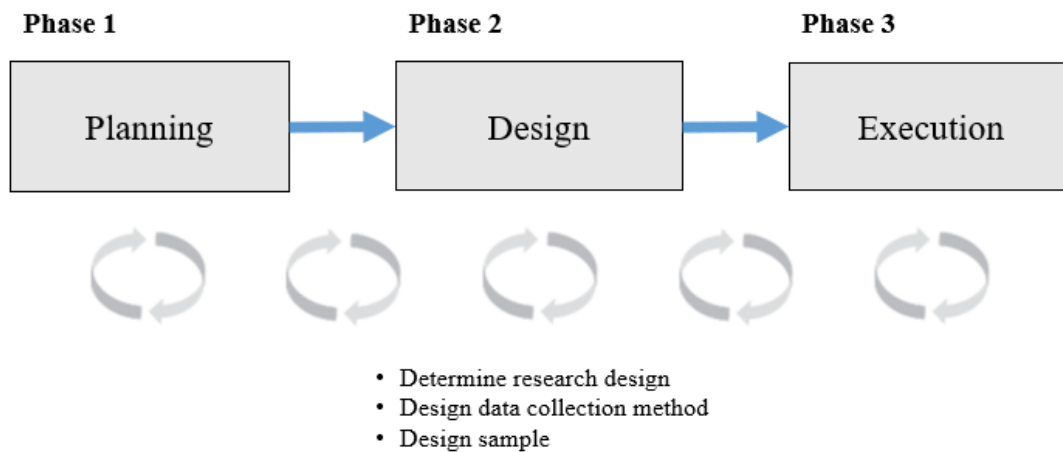 Phase 1
Phase 2
Phase 3
Planning
Design
Execution
• Determine research design
• Design data collection method
• Design sample